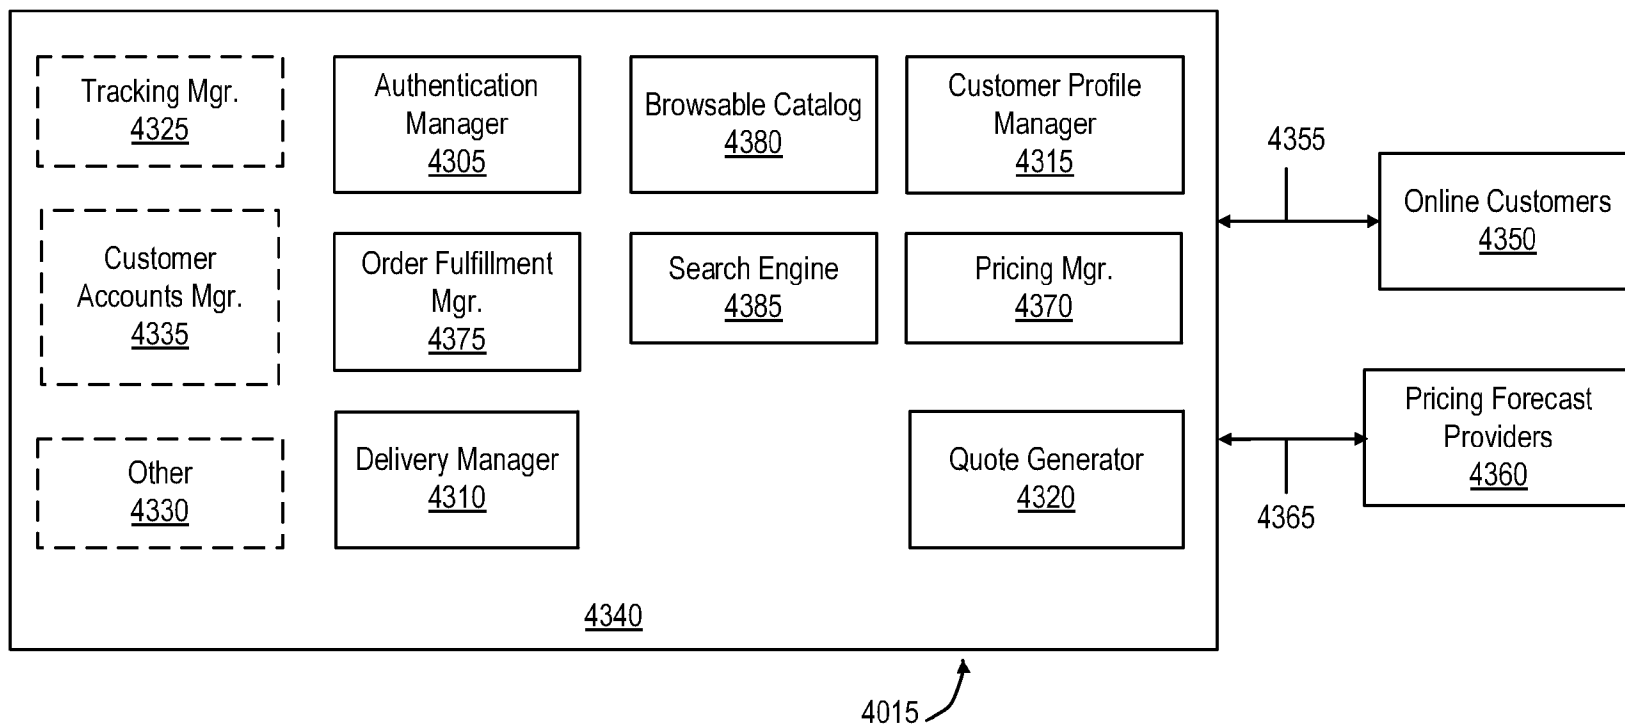 Tracking Mgr.
4325
Authentication
Manager
4305
Browsable Catalog
4380
Customer Profile
Manager
4315
4355
Online Customers
4350
Customer
Accounts Mgr.
4335
Order Fulfillment
Mgr.
4375
Search Engine
4385
Pricing Mgr.
4370
Pricing Forecast
Providers
4360
4365
Other
4330
Delivery Manager
4310
Quote Generator
4320
4340
4015